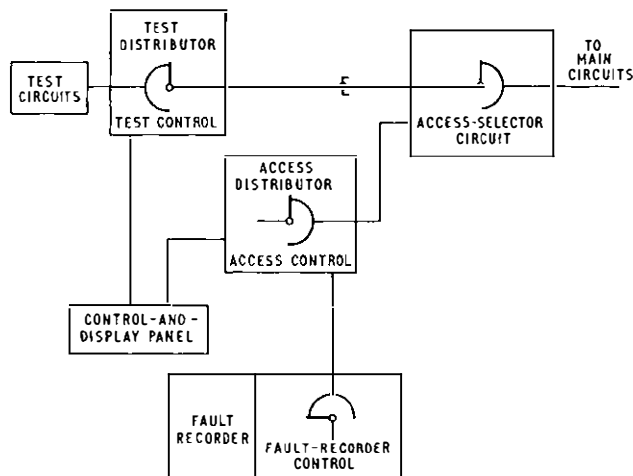 TEST
DISTRIBUTOR
TEST
CIRCUITS
TEST CONTROL
TO
MAIN
CIRCUITS
ACCESS-SELECTOR
CIRCUIT
ACCESS
DISTRIBUTOR
ACCESS CONTROL
CONTROL-AND-
DISPLAY PANEL
FAULT
RECORDER
FAULT-RECORDER
CONTROL